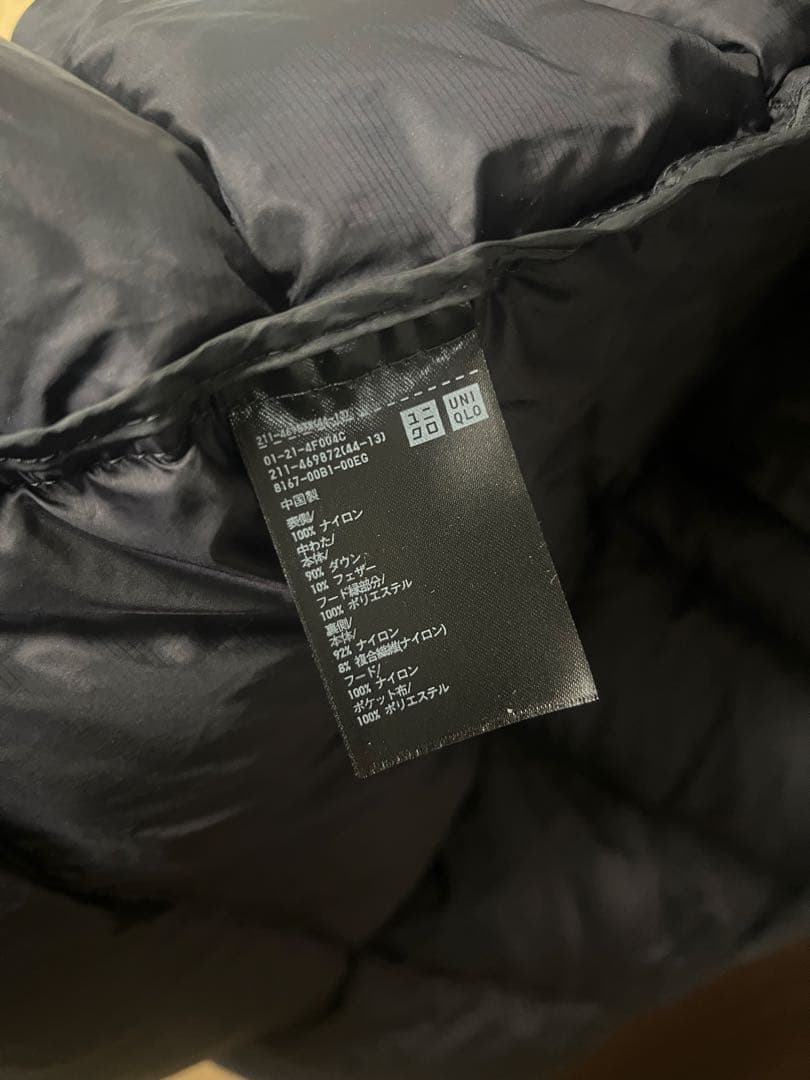 ユニ
クロ
UNI
QLO
01-21-4F004C
211-469872(44-13)
8167-00B1-00EG
中国製
表側/
100% ナイロン
中わた/
本体/
90% ダウン
10% フェザー
フード縁部分/
100% ポリエステル
裏側/
本体/
92% ナイロン
8% 複合繊維(ナイロン)
フード/
100% ナイロン
ポケット布/
100% ポリエステル